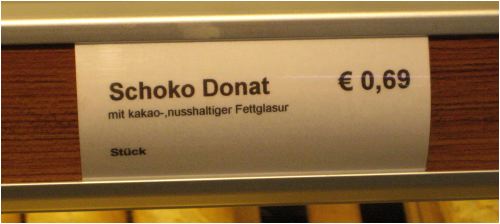 Schoko Donat € 0,69
mit kakao-,nusshaltiger Fettglasur
Stück